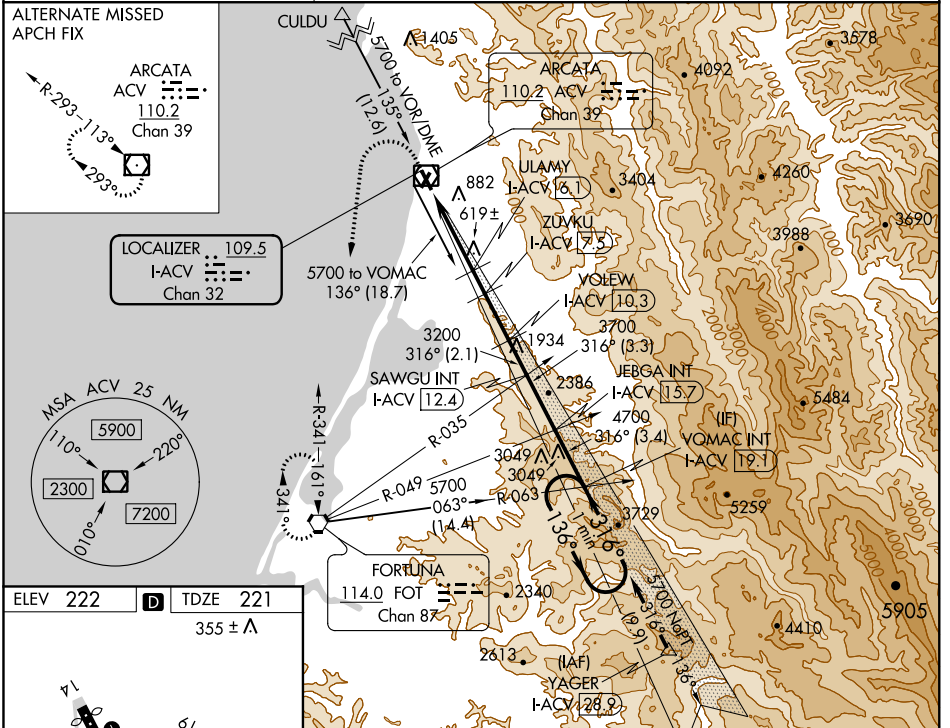 ALTERNATE MISSED
APCH FIX
R-293
113°
293°
ARCATA
ACV
110.2
Chan 39
CULDU
5700 to VOR/DME
135°
(12.6)
1405
ARCATA
110.2 ACV
Chan 39
3578
4092
4260
3690
3988
3404
882
619±
ULAMY
I-ACV 6.1
ZUVKU
I-ACV 7.5
LOCALIZER 109.5
I-ACV
Chan 32
5700 to VOMAC
136° (18.7)
VOLEW
I-ACV 10.3
3700
316° (3.3)
3200
316° (2.1)
1934
SAWGU INT
I-ACV 12.4
2386
JEBGA INT
I-ACV 15.7
5484
4700
316° (3.4)
(IF)
VOMAC INT
I-ACV 19.1
MSA ACV 25 NM
5900
110°
220°
2300
7200
010°
R-341
161°
341°
R-035
R-049
3049
3049
5700
063°
(14.4)
R-063
136°
1 min
316°
3729
5259
5905
FORTUNA
114.0 FOT
Chan 87
2340
5700 NoPT
316°
(9.9)
136°
4410
2613
(IAF)
YAGER
I-ACV 28.9
2000
3000
4000
5000
ELEV 222
D
TDZE 221
355 ±
14